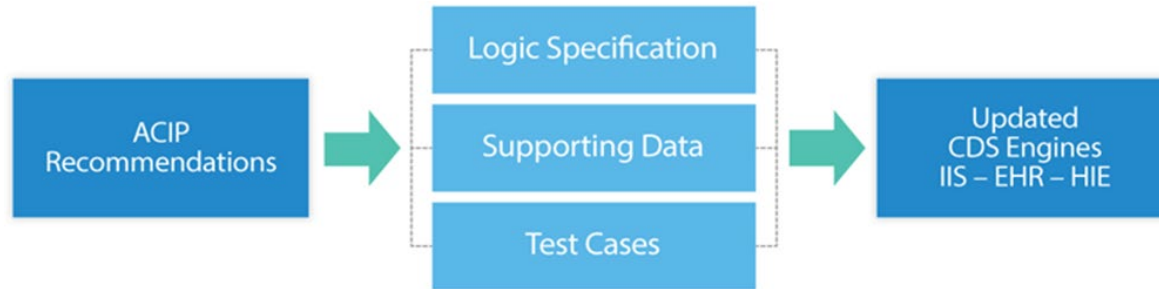 ACIP
Recommendations
Logic Specification
Supporting Data
Test Cases
Updated
CDS Engines
IIS – EHR – HIE